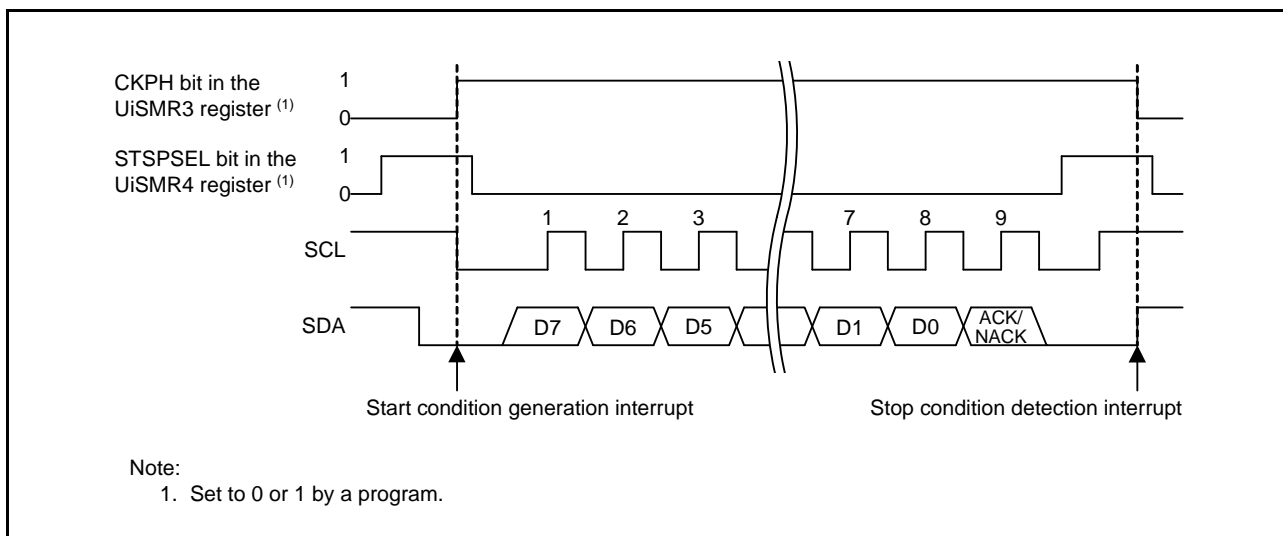 CKPH bit in the
UiSMR3 register (1)
1
0
STSPSEL bit in the
UiSMR4 register (1)
1
0
1 2 3 7 8 9
SCL
SDA
D7 D6 D5 D1 D0 ACK/
NACK
Start condition generation interrupt
Stop condition detection interrupt
Note:
1. Set to 0 or 1 by a program.